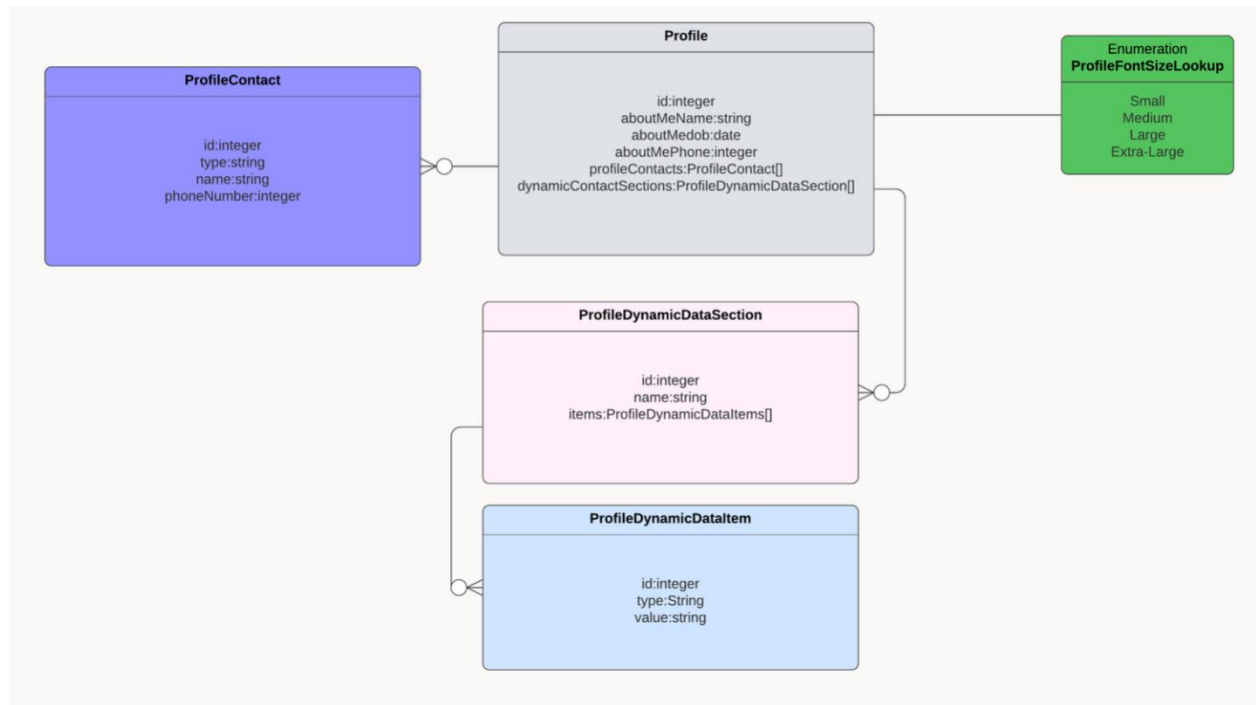 ProfileContact
id:integer
type:string
name:string
phoneNumber:integer
Profile
id:integer
aboutMeName:string
aboutMedob:date
aboutMePhone:integer
profileContacts:ProfileContact[]
dynamicContactSections:ProfileDynamicDataSection[]
Enumeration
ProfileFontSizeLookup
Small
Medium
Large
Extra-Large
ProfileDynamicDataSection
id:integer
name:string
items:ProfileDynamicDataItems[]
ProfileDynamicDataItem
id:integer
type:String
value:string